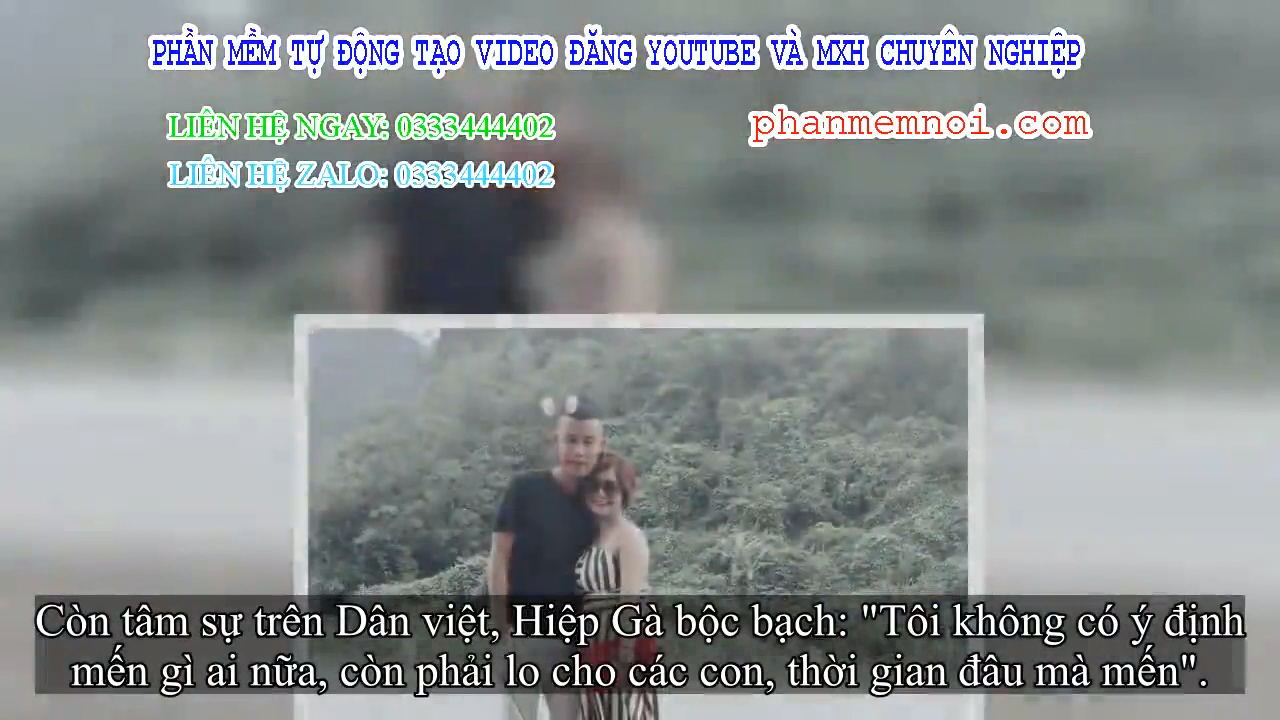 PHẦN MỀM TỰ ĐỘNG TẠO VIDEO ĐĂNG YOUTUBE VÀ MXH CHUYÊN NGHIỆP
LIÊN HỆ NGAY: 0333444402
phanmemnoi.com
LIÊN HỆ ZALO: 0333444402
Còn tâm sự trên Dân việt, Hiệp Gà bộc bạch: "Tôi không có ý định
mến gì ai nữa, còn phải lo cho các con, thời gian đâu mà mến".